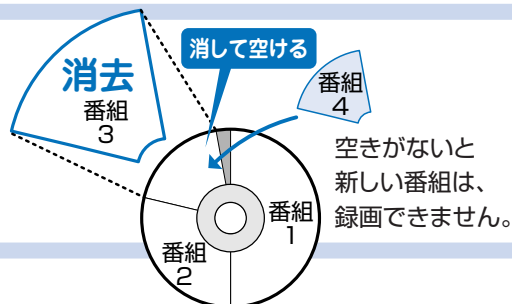 消去
番組
3
消して空ける
番組
4
空きがないと
新しい番組は、
録画できません。
番組
1
番組
2